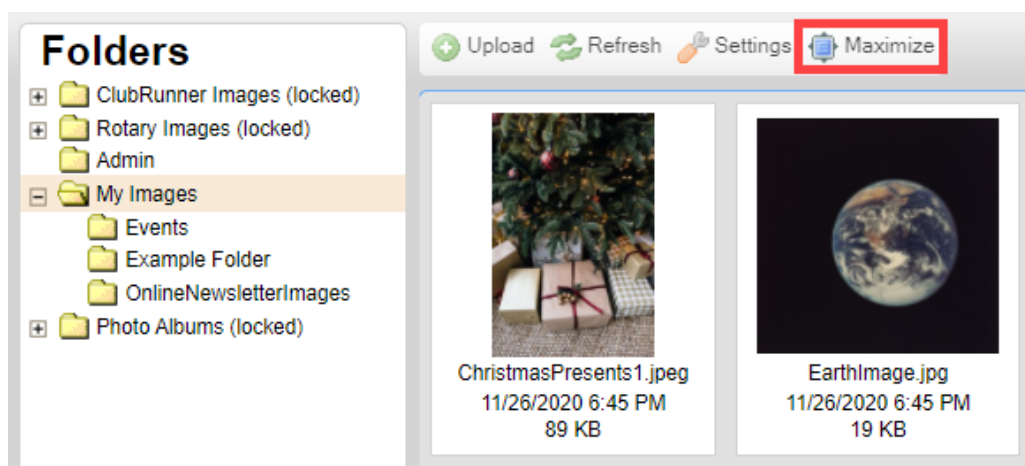 Folders
ClubRunner Images (locked)
Rotary Images (locked)
Admin
My Images
Events
Example Folder
OnlineNewsletterImages
Photo Albums (locked)
Upload Refresh Settings Maximize
ChristmasPresents1.jpeg
11/26/2020 6:45 PM
89 KB
EarthImage.jpg
11/26/2020 6:45 PM
19 KB